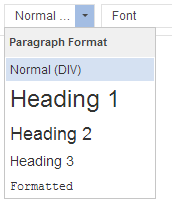 Normal ... Font
Paragraph Format
Normal (DIV)
Heading 1
Heading 2
Heading 3
Formatted